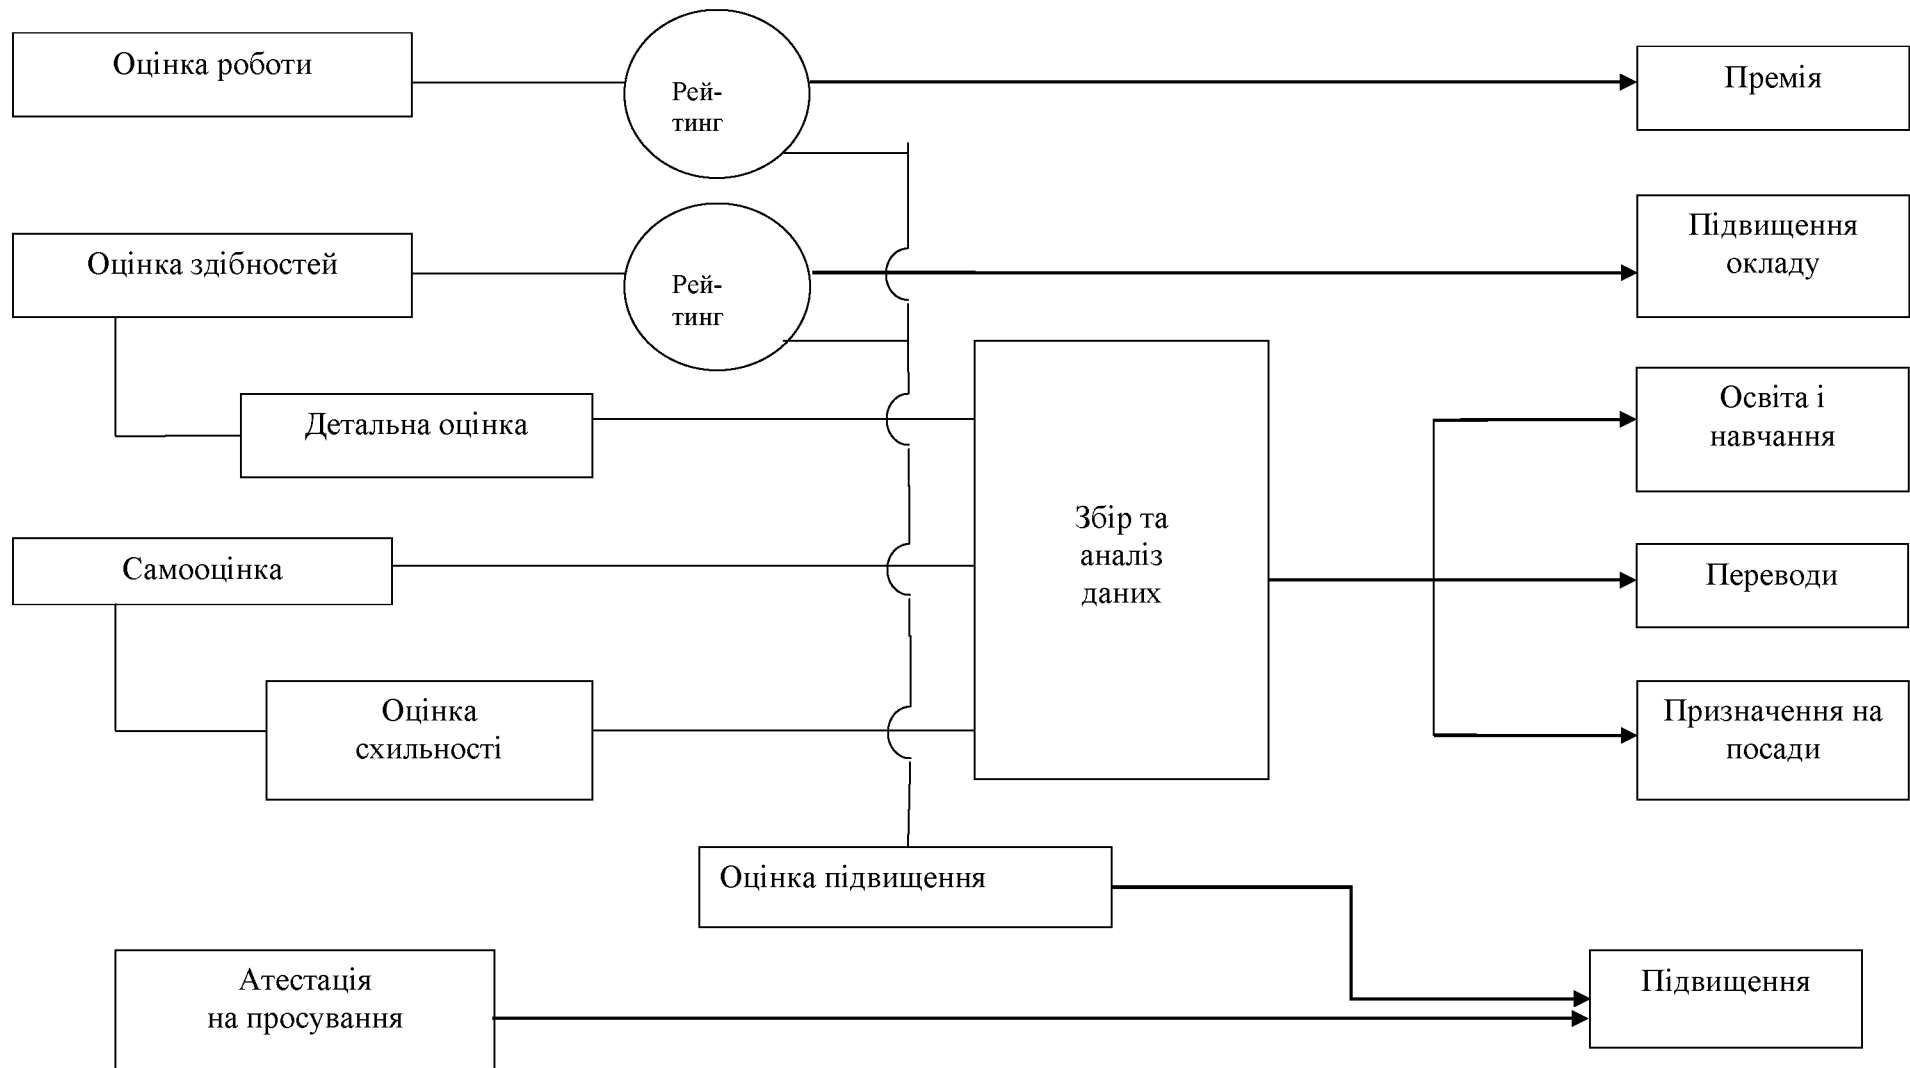 Оцінка роботи
Рей-
тинг
Премія
Оцінка здібностей
Рей-
тинг
Підвищення
окладу
Детальна оцінка
Освіта і
навчання
Збір та
аналіз
даних
Самооцінка
Переводи
Оцінка
схильності
Призначення на
посади
Оцінка підвищення
Атестація
на просування
Підвищення